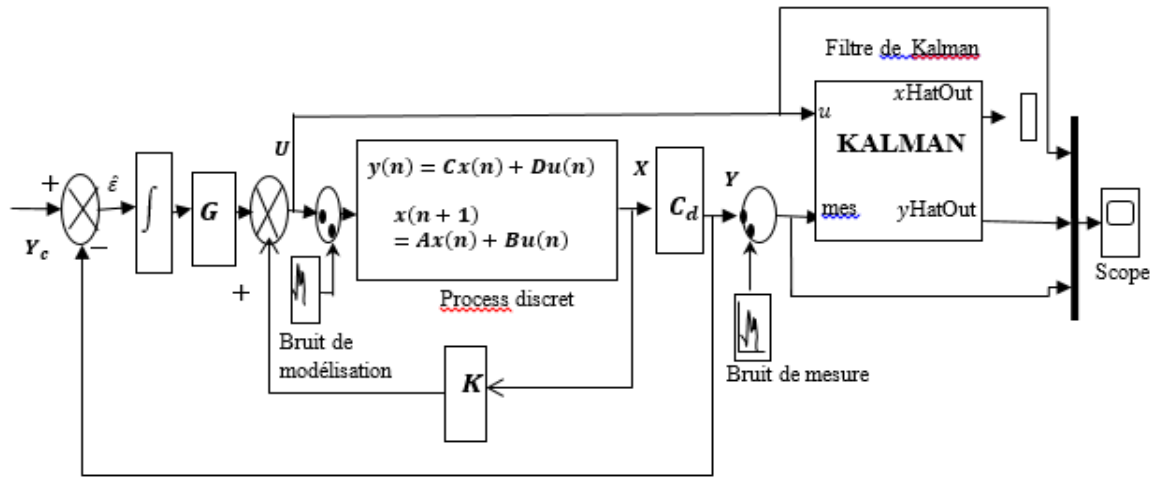 Filtre de Kalman
xHatOut
u
KALMAN
mes
yHatOut
Scope
+
ε̂
Y_c
−
∫
G
U
+
y(n) = Cx(n) + Du(n)
x(n + 1)
= Ax(n) + Bu(n)
Process discret
X
C_d
Y
Bruit de
modélisation
K
Bruit de mesure